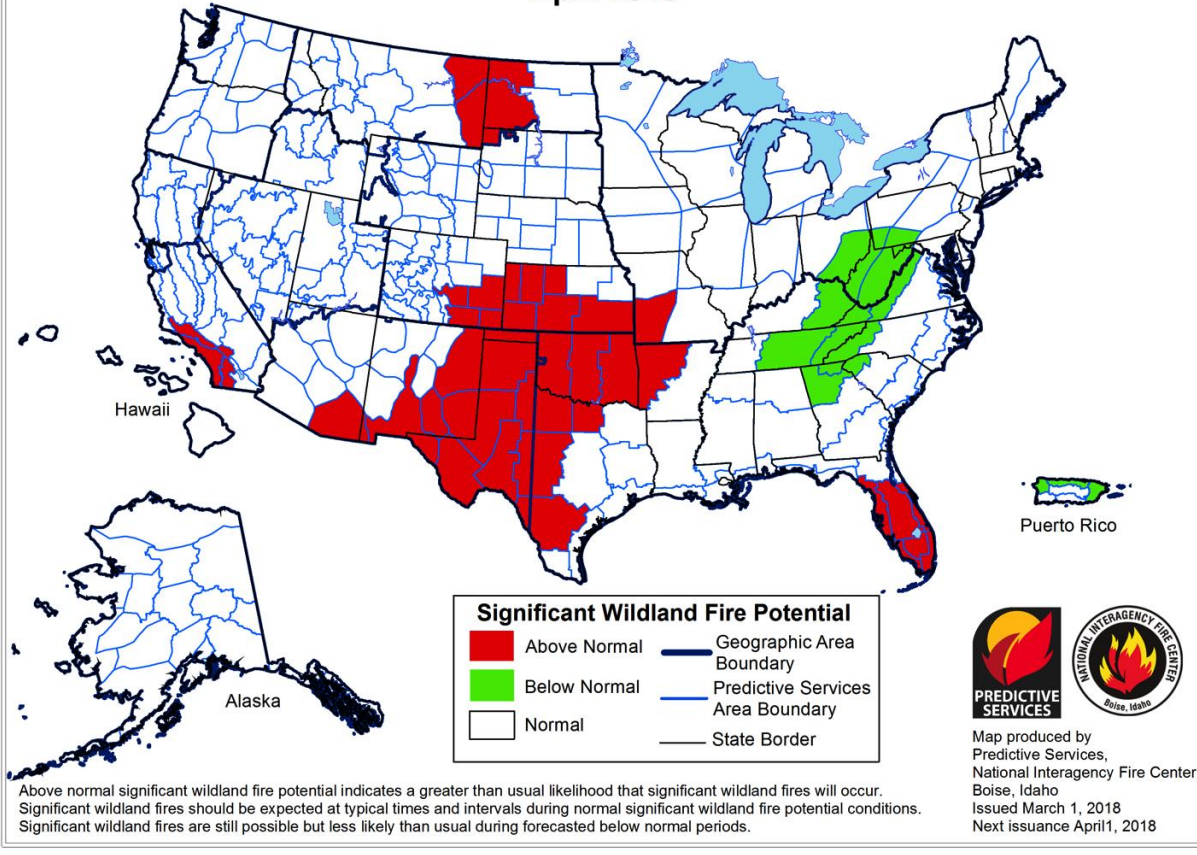 Hawaii
Puerto Rico
Alaska
Significant Wildland Fire Potential
Above Normal
Below Normal
Normal
Geographic Area
Boundary
Predictive Services
Area Boundary
State Border
PREDICTIVE
SERVICES
NATIONAL INTERAGENCY FIRE CENTER
Boise, Idaho
Map produced by
Predictive Services,
National Interagency Fire Center
Boise, Idaho
Issued March 1, 2018
Next issuance April1, 2018
Above normal significant wildland fire potential indicates a greater than usual likelihood that significant wildland fires will occur.
Significant wildland fires should be expected at typical times and intervals during normal significant wildland fire potential conditions.
Significant wildland fires are still possible but less likely than usual during forecasted below normal periods.